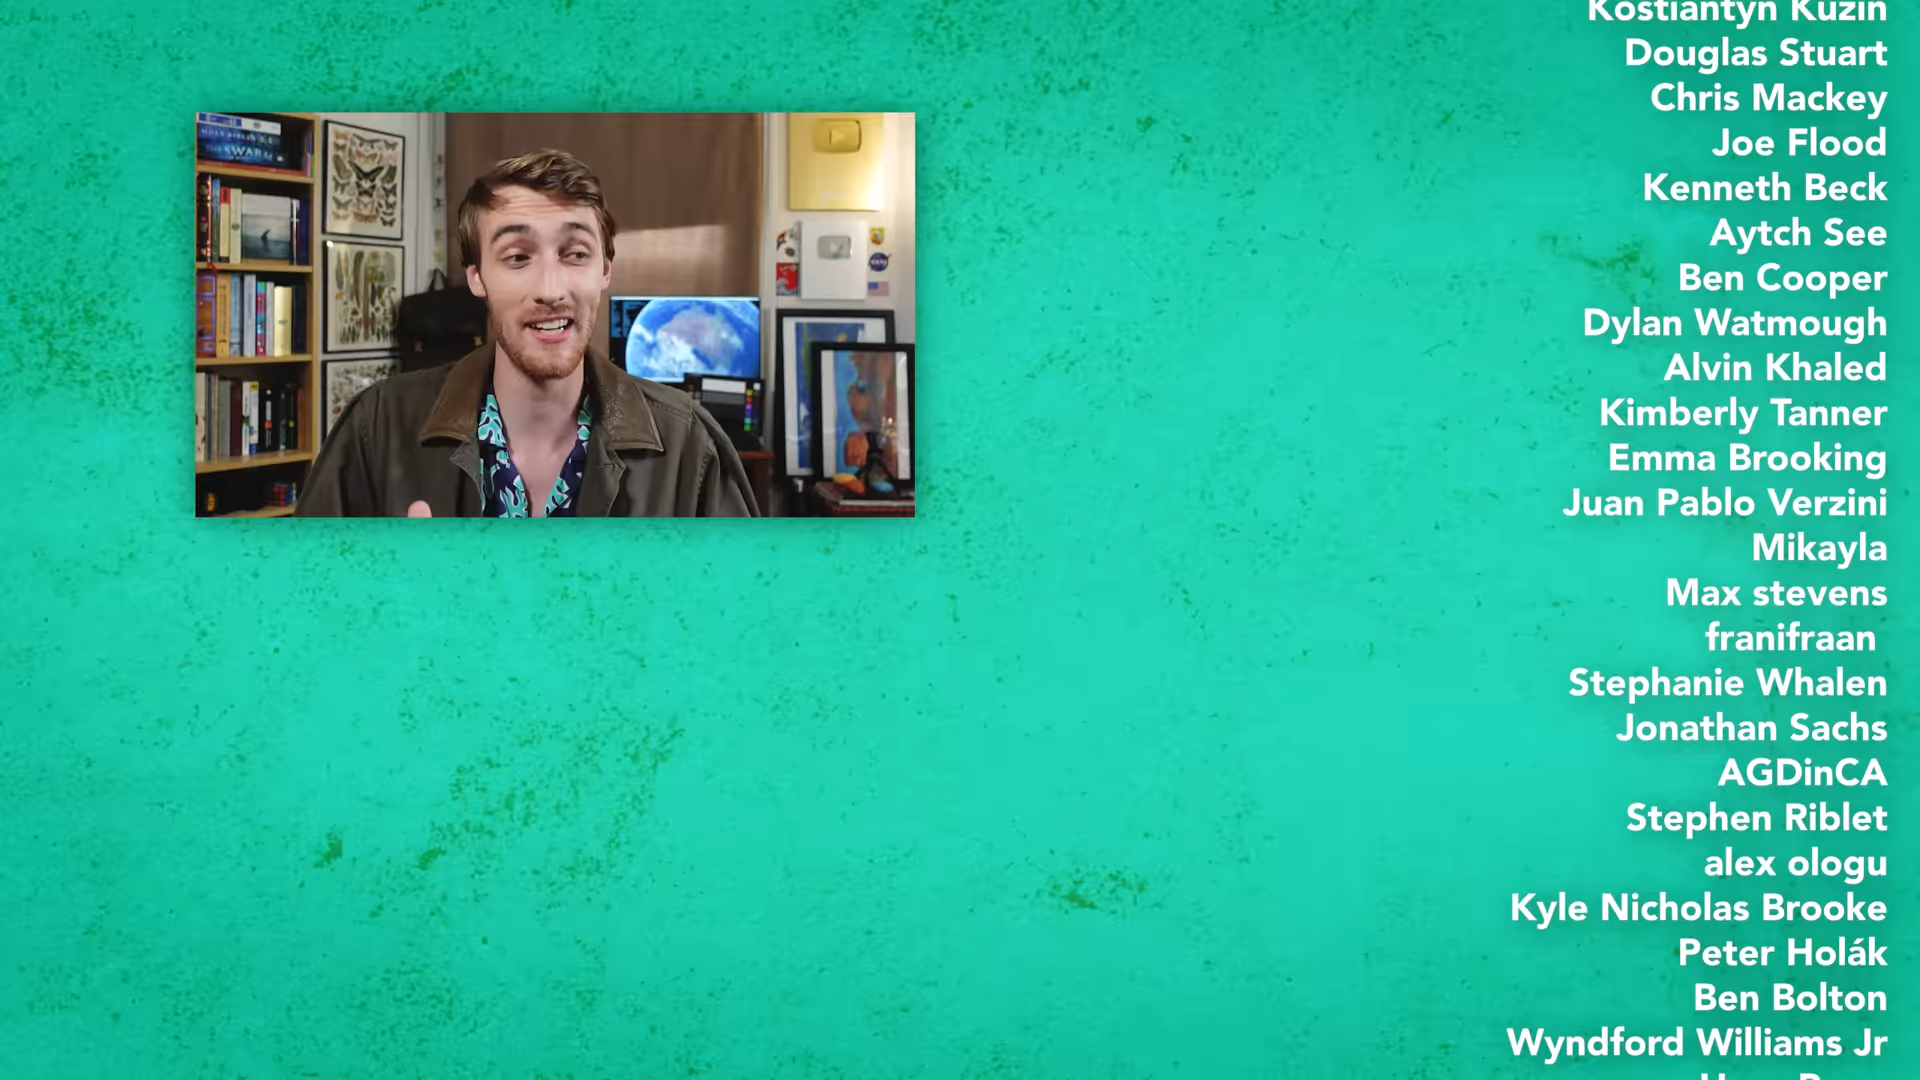 THE SWARM
Kostiantyn Kuzin
Douglas Stuart
Chris Mackey
Joe Flood
Kenneth Beck
Aytch See
Ben Cooper
Dylan Watmough
Alvin Khaled
Kimberly Tanner
Emma Brooking
Juan Pablo Verzini
Mikayla
Max stevens
franifraan
Stephanie Whalen
Jonathan Sachs
AGDinCA
Stephen Riblet
alex ologu
Kyle Nicholas Brooke
Peter Holák
Ben Bolton
Wyndford Williams Jr